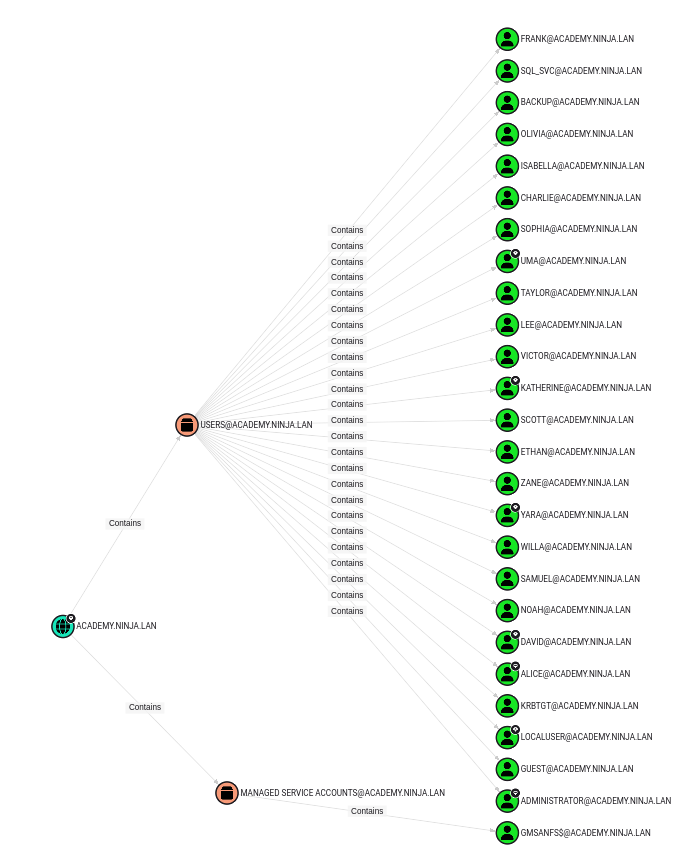 FRANK@ACADEMY.NINJA.LAN
SQL_SVC@ACADEMY.NINJA.LAN
BACKUP@ACADEMY.NINJA.LAN
OLIVIA@ACADEMY.NINJA.LAN
ISABELLA@ACADEMY.NINJA.LAN
CHARLIE@ACADEMY.NINJA.LAN
Contains
SOPHIA@ACADEMY.NINJA.LAN
Contains
Contains
UMA@ACADEMY.NINJA.LAN
Contains
Contains
TAYLOR@ACADEMY.NINJA.LAN
Contains
Contains
LEE@ACADEMY.NINJA.LAN
Contains
Contains
VICTOR@ACADEMY.NINJA.LAN
Contains
Contains
KATHERINE@ACADEMY.NINJA.LAN
Contains
Contains
SCOTT@ACADEMY.NINJA.LAN
USERS@ACADEMY.NINJA.LAN
Contains
Contains
ETHAN@ACADEMY.NINJA.LAN
Contains
Contains
ZANE@ACADEMY.NINJA.LAN
Contains
Contains
YARA@ACADEMY.NINJA.LAN
Contains
Contains
Contains
WILLA@ACADEMY.NINJA.LAN
Contains
Contains
SAMUEL@ACADEMY.NINJA.LAN
Contains
Contains
NOAH@ACADEMY.NINJA.LAN
ACADEMY.NINJA.LAN
DAVID@ACADEMY.NINJA.LAN
ALICE@ACADEMY.NINJA.LAN
Contains
KRBTGT@ACADEMY.NINJA.LAN
LOCALUSER@ACADEMY.NINJA.LAN
GUEST@ACADEMY.NINJA.LAN
MANAGED SERVICE ACCOUNTS@ACADEMY.NINJA.LAN
ADMINISTRATOR@ACADEMY.NINJA.LAN
Contains
GMSANFS$@ACADEMY.NINJA.LAN